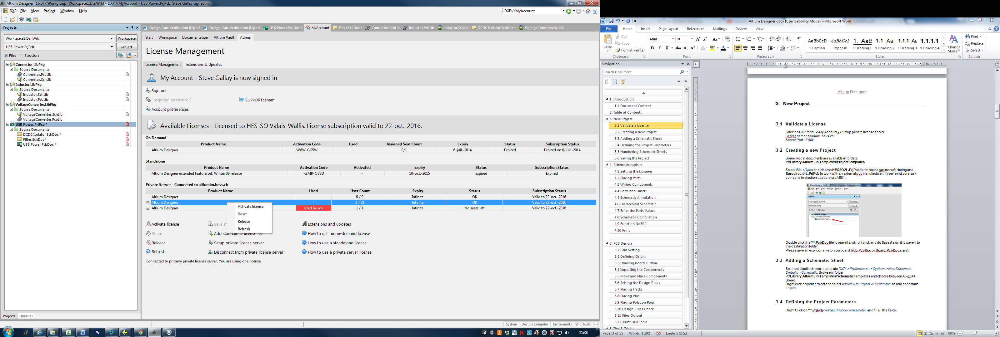 Altium Designer (16.0) - Workgroup [Workspace1.DsnWrk] - DXP://MyAccount - USB Power.PrjPcb. Steve Gallay signed in.
DXP File View Project Window Help
DXP://MyAccount
Projects
Workspace1.DsnWrk
Workspace
USB Power.PrjPcb
Project
Files Structure
Connector.LibPkg
Source Documents
Connector.PcbLib
Connector.SchLib
Inductor.LibPkg
Source Documents
Inductor.SchLib
Inductor.PcbLib
VoltageConverter.LibPkg
Source Documents
VoltageConverter.SchLib
VoltageConverter.PcbLib
USB Power.PrjPcb *
Source Documents
DCDC Isolator.SchDoc *
Filter.SchDoc *
USB Power.PcbDoc *
Projects Libraries
Design Rule Verification Report Design Rule Verification Report USB Power.PcbDoc * MyAccount Filter.SchDoc * Connector.PcbLib Inductor.PcbLib Inductor.SchLib DCDC Isolator.SchDoc * VoltageConverter.SchLib
Start Workspace Documentation Altium Vault Admin
License Management
License Management Extensions & Updates
My Account - Steve Gallay is now signed in
Sign out
Forgotten password ? SUPPORTcenter
Account preferences
Available Licenses - Licensed to HES-SO Valais-Wallis. License subscription valid to 22-oct.-2016.
On Demand
Product Name Activation Code Used Assigned Seat Count Expiry Status Subscription Status
Altium Designer V88W-GG5W - 0/1 6-juil.-2014 Expired Expired on 6-juil.-2014
Standalone
Product Name Activation Code Activated Expiry Status Subscription Status
Altium Designer extended feature set, Winter 09 release REMR-QVSD - 10-oct.-2015 Expired Expired
Private Server - Connected to altiumlm.hevs.ch
Product Name Used User Count Expiry Status Subscription Status
Altium Designer - 0 / 9 Infinite OK Valid to 22-oct.-2016
Altium Designer - 2 / 21 Infinite OK Valid to 22-oct.-2016
Altium Designer Used by me 1 / 1 Infinite No seats left Valid to 22-oct.-2016
Activate license
Roam
Release
Refresh
Activate license Save st Extensions and updates
Roam Add standalone license file How to use an on-demand license
Release Setup private license server How to use a standalone license
Refresh Disconnect from private license server How to use a private server license
Connected to primary private license server. You are using one license.
System Design Compiler Instruments Shortcuts >>
11:38
Altium Designer.docx [Compatibility Mode] - Microsoft Word
File Home Insert Page Layout References Mailings Review View
Paste
Cut
Copy
Format Painter
Arial 10
AaBbCcD AaBbCcI 1. AaB 1.1 AaI 1.1.1 Aa 1.1.1.1
¶ Caption Emphasis ¶ Heading 1 ¶ Heading 2 ¶ Heading 3 ¶ Heading 4
Change Styles
Find
Replace
Select
Clipboard Font Paragraph Styles Editing
Navigation
Search Document
1. Introduction
1.1 Document Content
2. Table of Contents
3. New Project
3.1 Validate a License
3.2 Creating a new Project
3.3 Adding a Schematic Sheet
3.4 Defining the Project Parameters
3.5 Numbering Schematic Sheets
3.6 Saving the Project
4. Schematic capture
4.1 Setting the Libraries
4.2 Placing Parts
4.3 Wiring Components
4.4 Ports and Labels
4.5 Schematic Annotation
4.6 Hierarchical Schematic
4.7 Enter the Parts Values
4.8 Schematic Compilation
4.9 Function NoERC
4.10 Print
5. PCB Design
5.1 Grid Setting
5.2 Defining Origin
5.3 Drawing Board Outline
5.4 Importing the Components
5.5 Move and Place Components
5.6 Setting the Design Rules
5.7 Placing Tracks
5.8 Placing Vias
5.9 Placing Polygon Pour
5.10 Design Rules Check
5.11 Files Output
5.12 Print Drill Table
6. Tips & Tricks
Altium Designer
3. New Project
3.1 Validate a License
Click on DXP menu ->My Account - > Setup private license server
Server name : altiumlm.hevs.ch
Server Port : 21001
3.2 Creating a new Project
Some model documents are available in folders:
P:\Library\AltiumLib\Templates\ProjectTemplates
Select File->Open and choose HESSO2L.PrjPcb for in house pcb manufacturing and
Eurocircuit4L.PrjPcb to work with an external pcb manufacturer. If you're not sure, ask
someone in electronic Laboratory AE01.
Altium Designer (16.0) - HESSO2L.PrjPcb. Steve Gallay signed in.
DXP File View Project Window Help
Projects
Workspace1.DsnWrk Workspace
HESSO2L.PrjPcb Project
Files Structure
HESSO2L.PrjPcb
Source Documents
HESSO2L.PcbDoc
Double click the ***.PcbDoc file to open it and right click and do Save As on it to save it to
the destination folder.
Please give an explicit name to your board, Pcb.PcbDoc or Board.PcbDoc aren't.
3.3 Adding a Schematic Sheet
Set the default schematic template DXP -> Preferences -> System ->New Document
Defaults->Schematic, Browse in folder
P:\Library\AltiumLib\Templates\SchematicTemplates and choose between A3 or A4
Sheet.
Right click on your project and select Add New to Project -> Schematic, to add schematic
sheets.
3.4 Defining the Project Parameters
Right Click on ***.PrjPcb->Project Option->Parameter, and fill all the fields.
Page: 3 of 15 Words: 1'392 English (U.S.) 80%